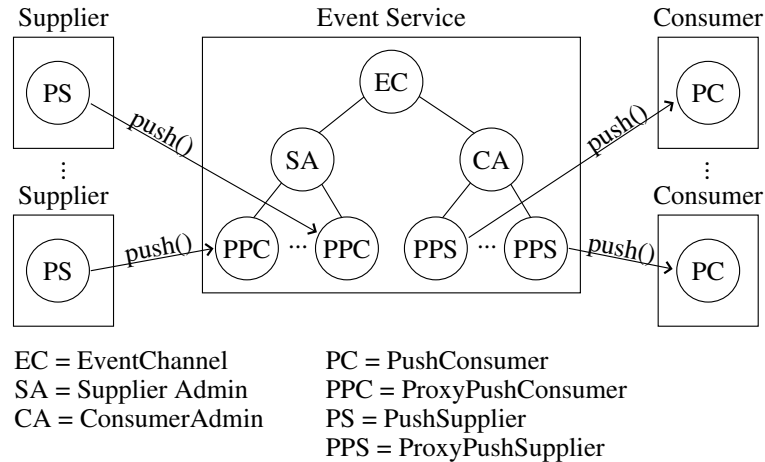 Supplier Event Service Consumer
EC
PS PC
push() push()
SA CA
Supplier Consumer
push() PPC ... PPC PPS ... PPS push()
PS PC
EC = EventChannel PC = PushConsumer
SA = Supplier Admin PPC = ProxyPushConsumer
CA = ConsumerAdmin PS = PushSupplier
PPS = ProxyPushSupplier